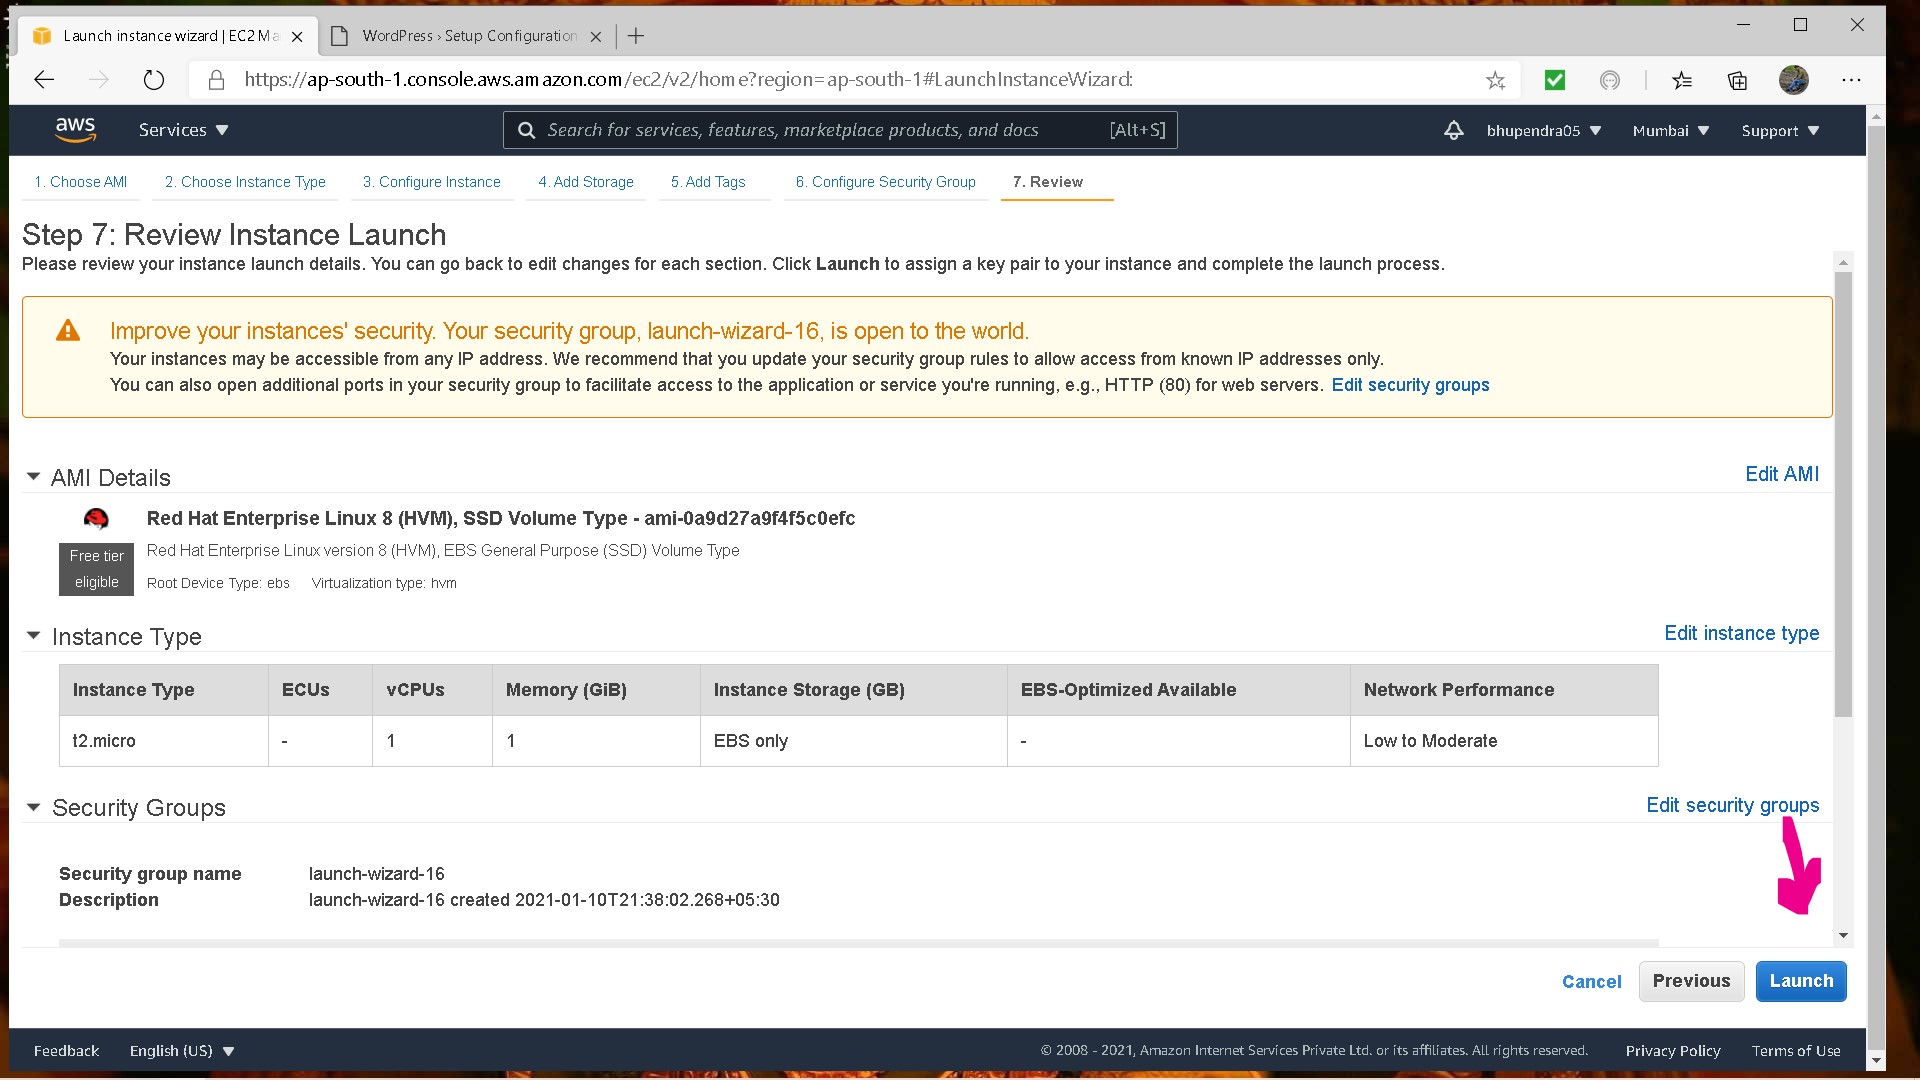 Launch instance wizard | EC2 Ma
WordPress › Setup Configuration
https://ap-south-1.console.aws.amazon.com/ec2/v2/home?region=ap-south-1#LaunchInstanceWizard:
aws
Services
Search for services, features, marketplace products, and docs
[Alt+S]
bhupendra05
Mumbai
Support
1. Choose AMI
2. Choose Instance Type
3. Configure Instance
4. Add Storage
5. Add Tags
6. Configure Security Group
7. Review
Step 7: Review Instance Launch
Please review your instance launch details. You can go back to edit changes for each section. Click Launch to assign a key pair to your instance and complete the launch process.
Improve your instances' security. Your security group, launch-wizard-16, is open to the world.
Your instances may be accessible from any IP address. We recommend that you update your security group rules to allow access from known IP addresses only.
You can also open additional ports in your security group to facilitate access to the application or service you're running, e.g., HTTP (80) for web servers. Edit security groups
AMI Details
Edit AMI
Red Hat Enterprise Linux 8 (HVM), SSD Volume Type - ami-0a9d27a9f4f5c0efc
Free tier
eligible
Red Hat Enterprise Linux version 8 (HVM), EBS General Purpose (SSD) Volume Type
Root Device Type: ebs Virtualization type: hvm
Instance Type
Edit instance type
Instance Type ECUs vCPUs Memory (GiB) Instance Storage (GB) EBS-Optimized Available Network Performance
t2.micro - 1 1 EBS only - Low to Moderate
Security Groups
Edit security groups
Security group name launch-wizard-16
Description launch-wizard-16 created 2021-01-10T21:38:02.268+05:30
Cancel
Previous
Launch
Feedback
English (US)
© 2008 - 2021, Amazon Internet Services Private Ltd. or its affiliates. All rights reserved.
Privacy Policy
Terms of Use